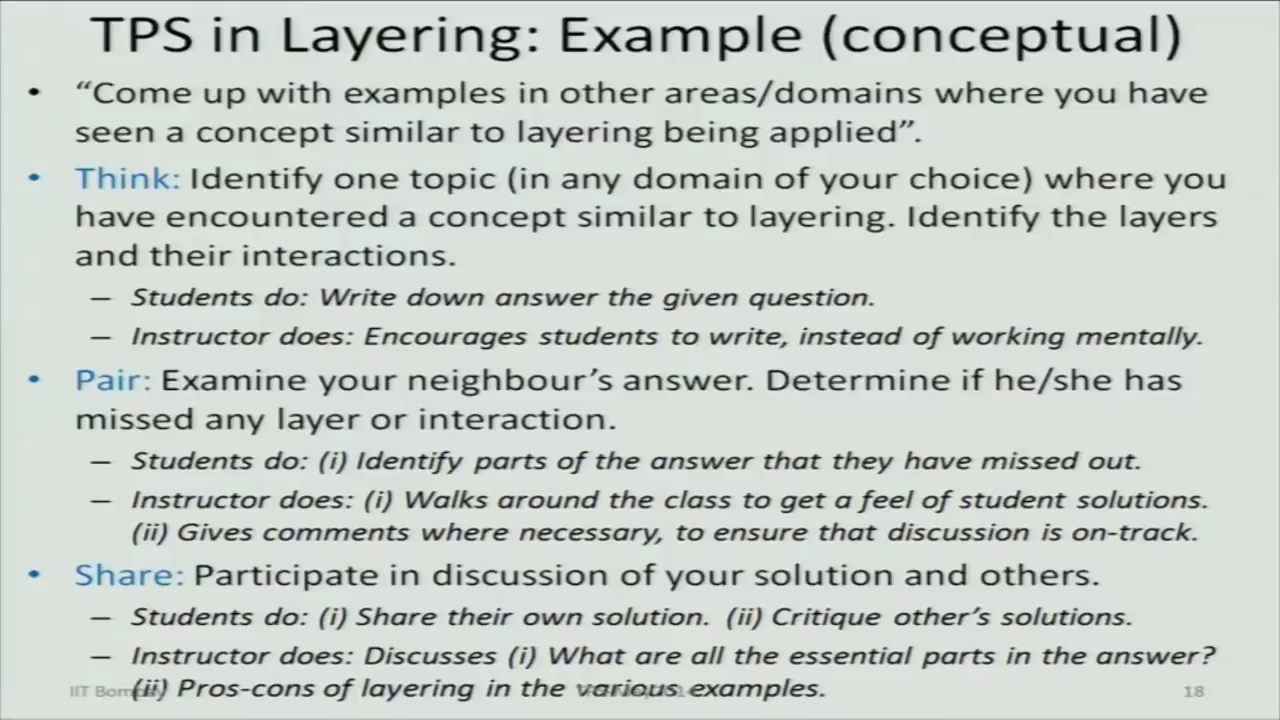 TPS in Layering: Example (conceptual)
• “Come up with examples in other areas/domains where you have
seen a concept similar to layering being applied”.
• Think: Identify one topic (in any domain of your choice) where you
have encountered a concept similar to layering. Identify the layers
and their interactions.
– Students do: Write down answer the given question.
– Instructor does: Encourages students to write, instead of working mentally.
• Pair: Examine your neighbour’s answer. Determine if he/she has
missed any layer or interaction.
– Students do: (i) Identify parts of the answer that they have missed out.
– Instructor does: (i) Walks around the class to get a feel of student solutions.
(ii) Gives comments where necessary, to ensure that discussion is on-track.
• Share: Participate in discussion of your solution and others.
– Students do: (i) Share their own solution. (ii) Critique other’s solutions.
– Instructor does: Discusses (i) What are all the essential parts in the answer?
(ii) Pros-cons of layering in the various examples.
IIT Bombay 18